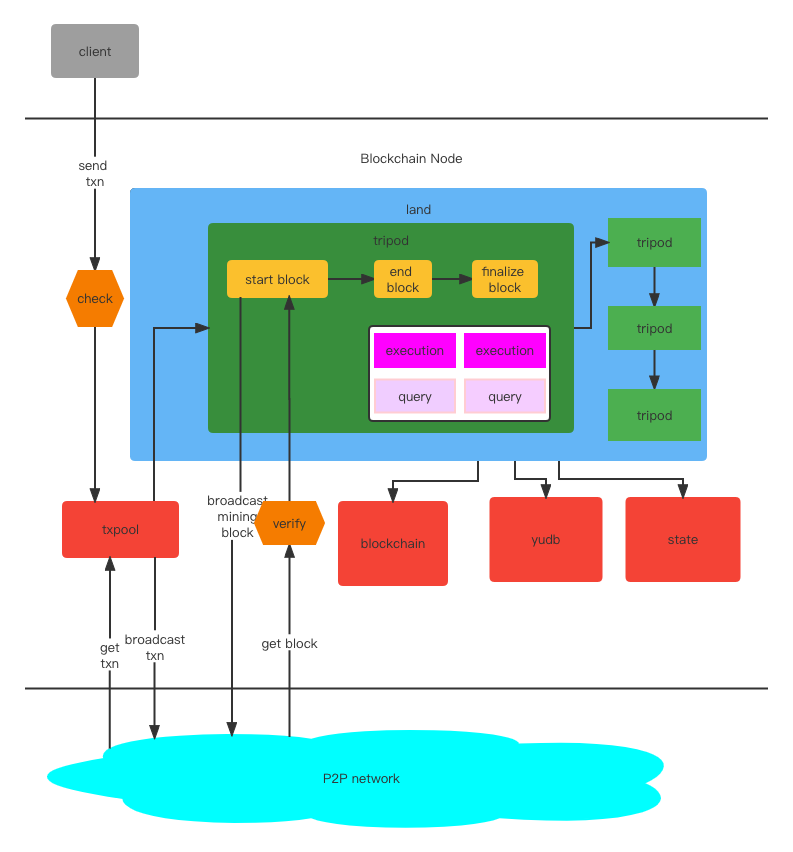 client
send
txn
Blockchain Node
land
tripod
start block
end
block
finalize
block
execution
execution
query
query
tripod
tripod
tripod
check
txpool
broadcast
mining
block
verify
blockchain
yudb
state
get
txn
broadcast
txn
get block
P2P network